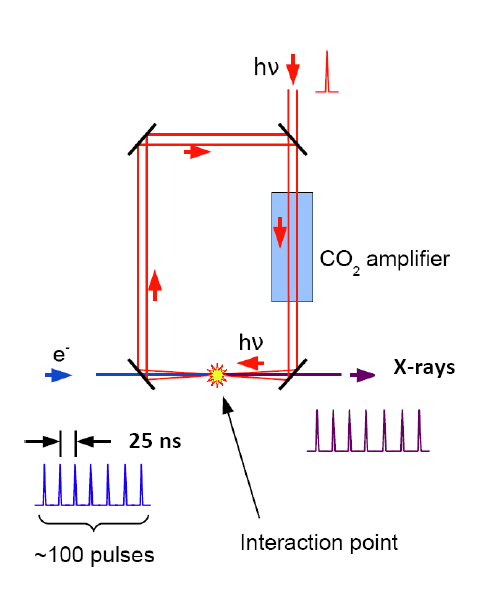 hν
CO₂ amplifier
hν
e⁻
X-rays
25 ns
~100 pulses
Interaction point